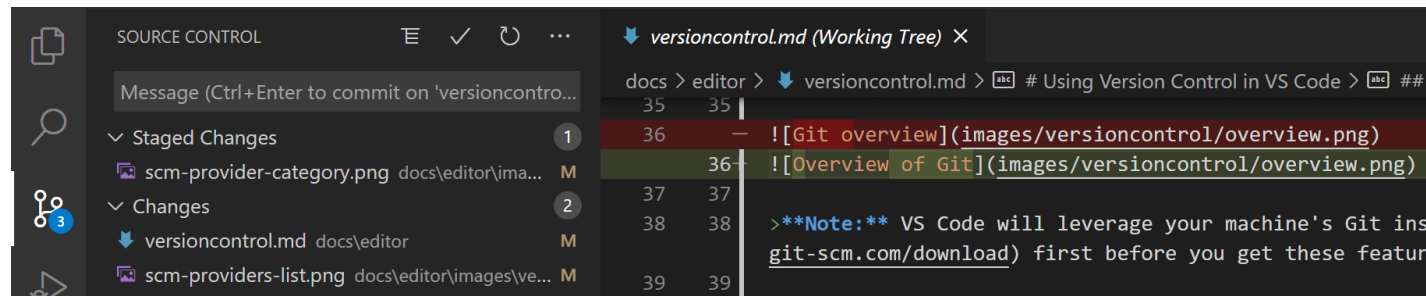 SOURCE CONTROL
Message (Ctrl+Enter to commit on 'versioncontro...
Staged Changes 1
scm-provider-category.png docs\editor\ima... M
Changes 2
versioncontrol.md docs\editor M
scm-providers-list.png docs\editor\images\ve... M
3
versioncontrol.md (Working Tree)
docs > editor > versioncontrol.md > abc # Using Version Control in VS Code > abc ##
35 35
36 — ![Git overview](images/versioncontrol/overview.png)
36+ ![Overview of Git](images/versioncontrol/overview.png)
37 37
38 38 >**Note:** VS Code will leverage your machine's Git ins
git-scm.com/download) first before you get these featur
39 39